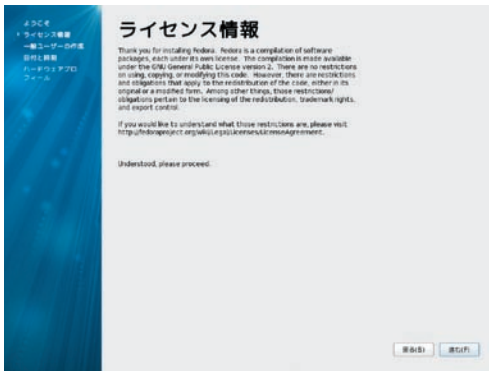 ようこそ
ライセンス情報
一般ユーザーの作成
日付と時刻
ハードウェアプロ
フィール
ライセンス情報
Thank you for installing Fedora. Fedora is a compilation of software
packages, each under its own license. The compilation is made available
under the GNU General Public License version 2. There are no restrictions
on using, copying, or modifying this code. However, there are restrictions
and obligations that apply to the redistribution of the code, either in its
original or a modified form. Among other things, those restrictions/
obligations pertain to the licensing of the redistribution, trademark rights,
and export control.
If you would like to understand what those restrictions are, please visit
http://fedoraproject.org/wiki/Legal/Licenses/LicenseAgreement.
Understood, please proceed.
戻る(B)
進む(F)